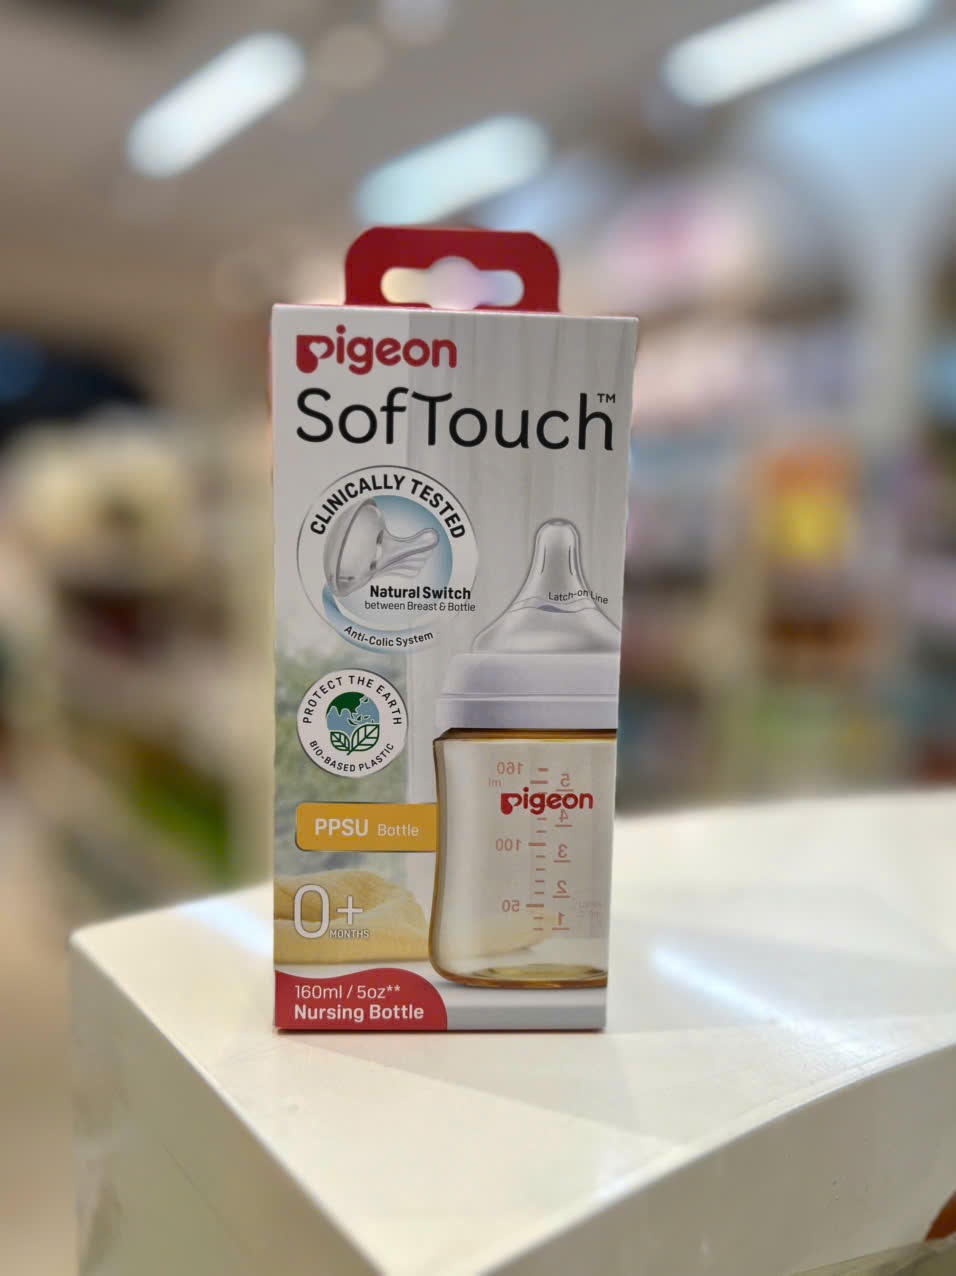 pigeon
SofTouch™
CLINICALLY TESTED
Natural Switch
between Breast & Bottle
Anti-Colic System
Latch-on Line
PROTECT THE EARTH
BIO-BASED PLASTIC
160
ml
5
pigeon
4
100
3
PPSU Bottle
2
50
1
0+
MONTHS
160ml / 5oz**
Nursing Bottle